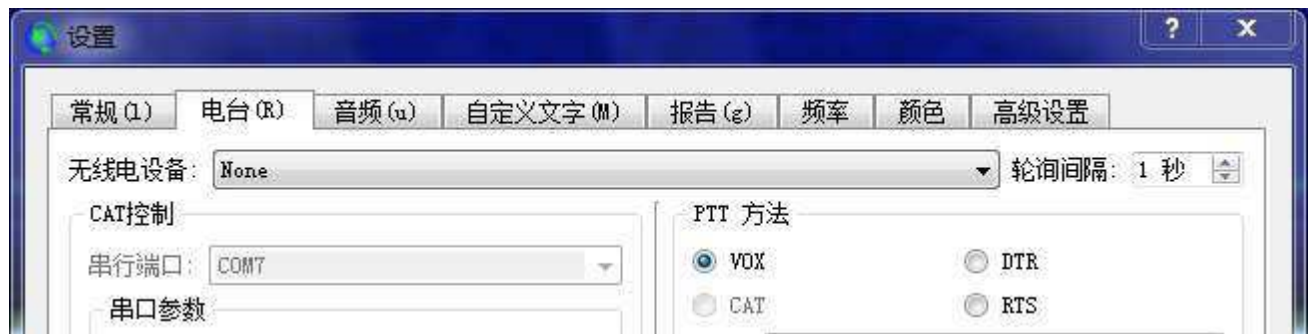 设置
常规(l) 电台(R) 音频(u) 自定义文字(M) 报告(g) 频率 颜色 高级设置
无线电设备: None 轮询间隔: 1 秒
CAT控制 PTT 方法
串行端口: COM7 VOX DTR
串口参数 CAT RTS